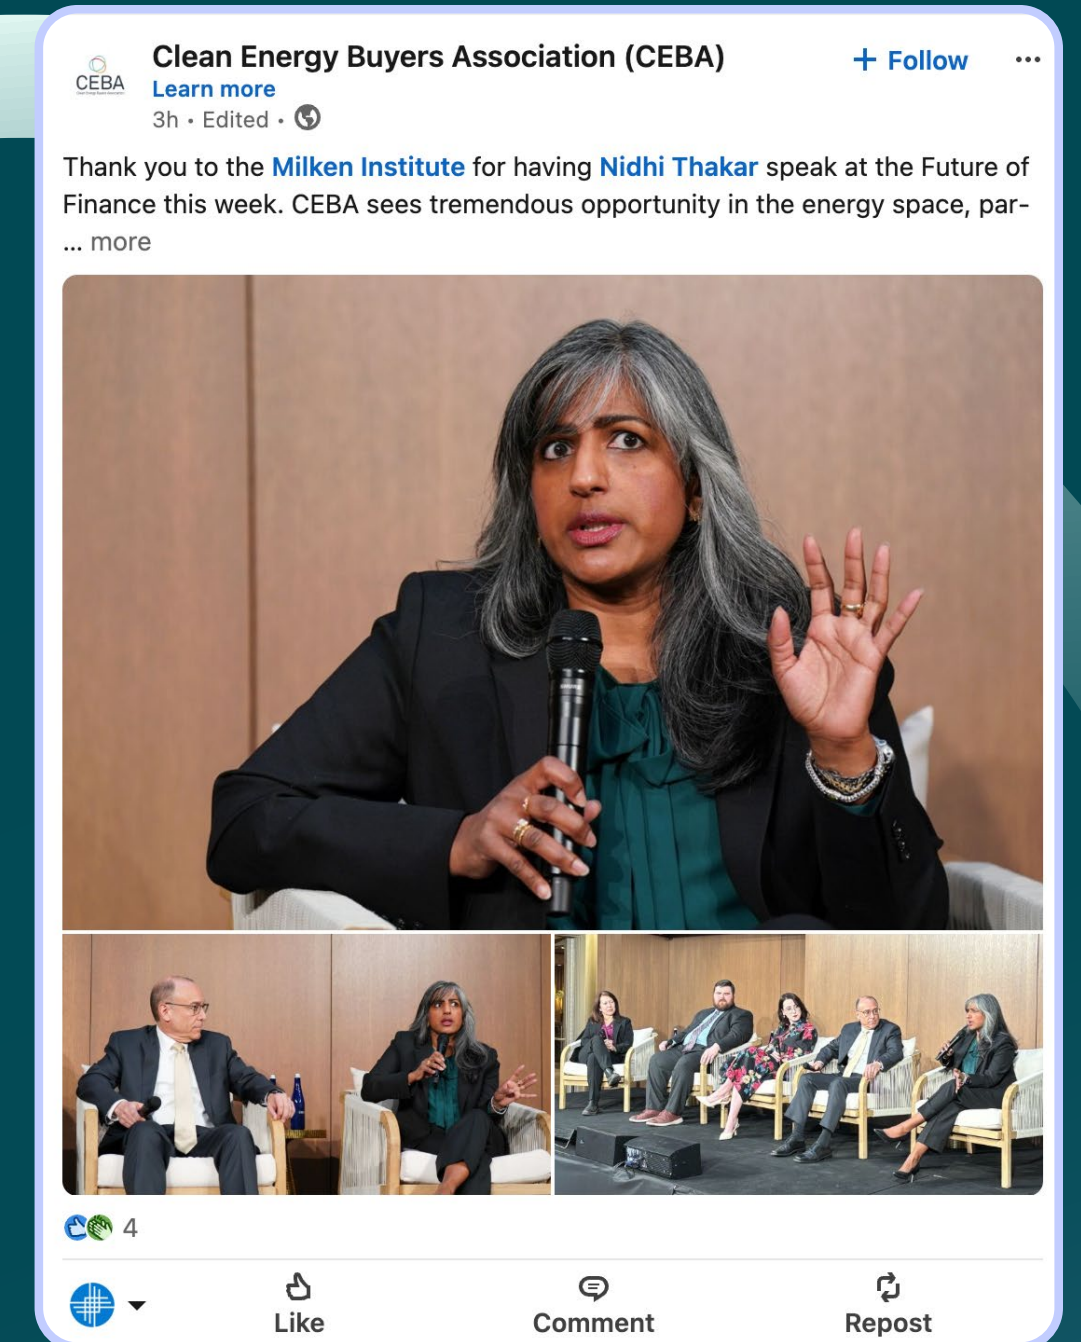 CEBA
Clean Energy Buyers Association (CEBA)
+ Follow
Learn more
3h • Edited •
Thank you to the Milken Institute for having Nidhi Thakar speak at the Future of
Finance this week. CEBA sees tremendous opportunity in the energy space, par-
... more
4
Like
Comment
Repost